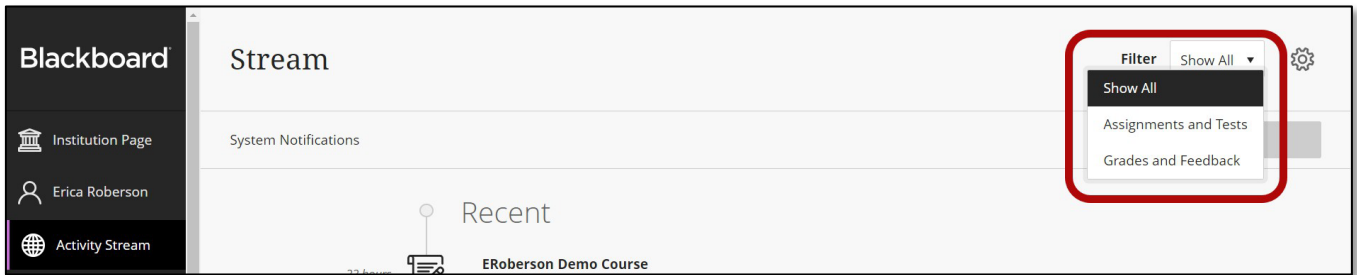 Blackboard
Institution Page
Erica Roberson
Activity Stream
Stream
Filter Show All
Show All
Assignments and Tests
Grades and Feedback
System Notifications
Recent
ERoberson Demo Course